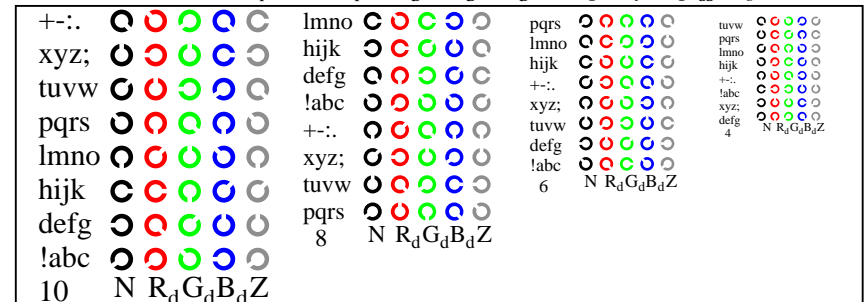 +-:.
xyz;
tuvw
pqrs
lmno
hijk
defg
!abc
10 N RdGdBdZ
lmno
hijk
defg
!abc
+-:.
xyz;
tuvw
pqrs
8 N RdGdBdZ
pqrs
lmno
hijk
+-:.
xyz;
tuvw
defg
!abc
6 N RdGdBdZ
tuvw
pqrs
lmno
hijk
+-:.
!abc
xyz;
defg
4 N RdGdBdZ